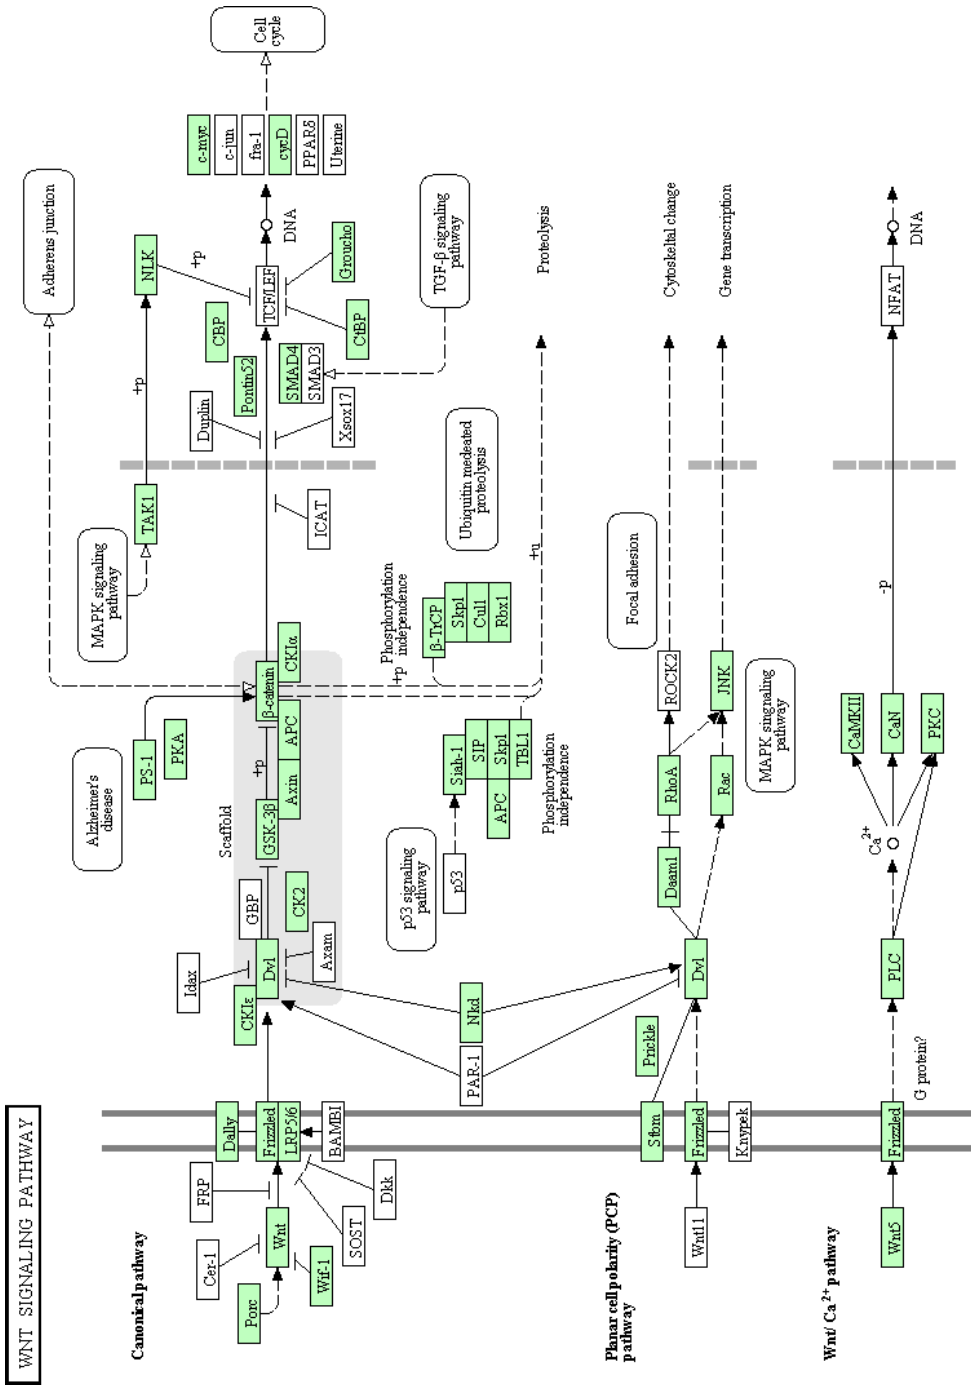 WNT SIGNALING PATHWAY
Canonical pathway
Porc
Cer-1
Wnt
Wif-1
FRP
SOST
Dkk
Dally
Frizzled
LRP5/6
BAMBI
Idax
CKIε
Dvl
Axam
GBP
CK2
Scaffold
GSK-3β
Axin
APC
+p
β-catenin
CKIα
Alzheimer's
disease
PS-1
PKA
MAPK signaling
pathway
TAK1
+p
NLK
+p
Adherens junction
ICAT
Duplin
Xsox17
Pontin52
SMAD4
SMAD3
CBP
TCF/LEF
CtBP
Groucho
TGF-β signaling
pathway
DNA
c-myc
c-jun
fra-1
cycD
PPARδ
Uterine
Cell
cycle
PAR-1
Nkd
p53 signaling
pathway
p53
Siah-1
SIP
APC
Skp1
TBL1
Phosphorylation
independence
Phosphorylation
independence
+p
β-TrCP
Skp1
Cul1
Rbx1
Ubiquitin medeated
proteolysis
+u
Proteolysis
Planar cell polarity (PCP)
pathway
Wnt11
Stbm
Frizzled
Knypek
Prickle
Dvl
Daam1
RhoA
Rac
ROCK2
JNK
Focal adhesion
MAPK singnaling
pathway
Cytoskeltal change
Gene transcription
Wnt/ Ca 2+ pathway
Wnt5
Frizzled
G protein?
PLC
Ca2+
CaMKII
CaN
PKC
-p
NFAT
DNA